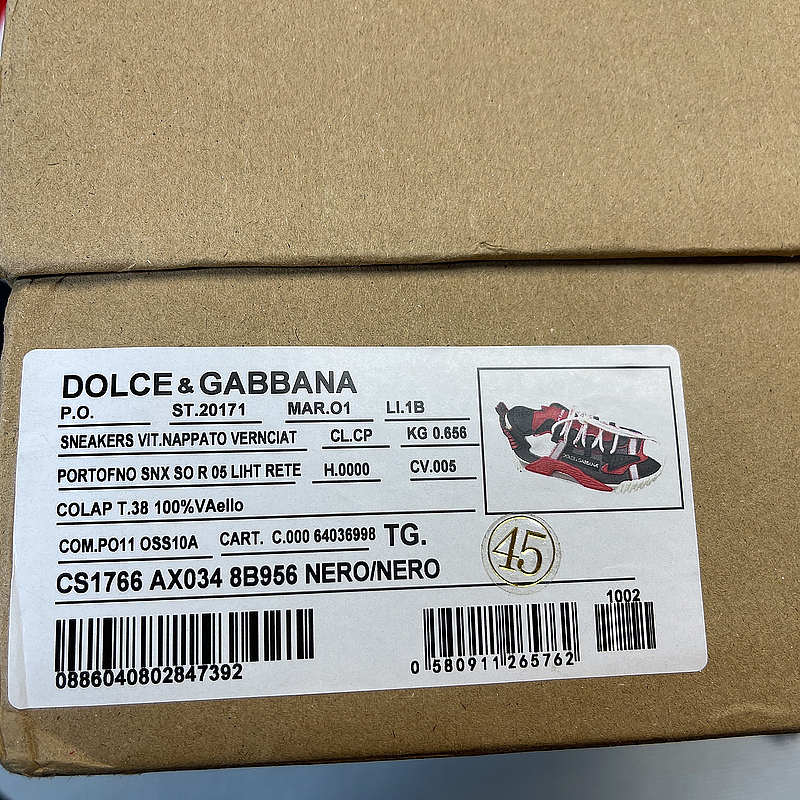 DOLCE & GABBANA
P.O. ST.20171 MAR.O1 LI.1B
SNEAKERS VIT.NAPPATO VERNCIAT CL.CP KG 0.656
PORTOFNO SNX SO R 05 LIHT RETE H.0000 CV.005
COLAP T.38 100%VAello
COM.PO11 OSS10A CART. C.000 64036998 TG. 45
CS1766 AX034 8B956 NERO/NERO
1002
0886040802847392
0 580911 265762
DOLCE&GABBANA